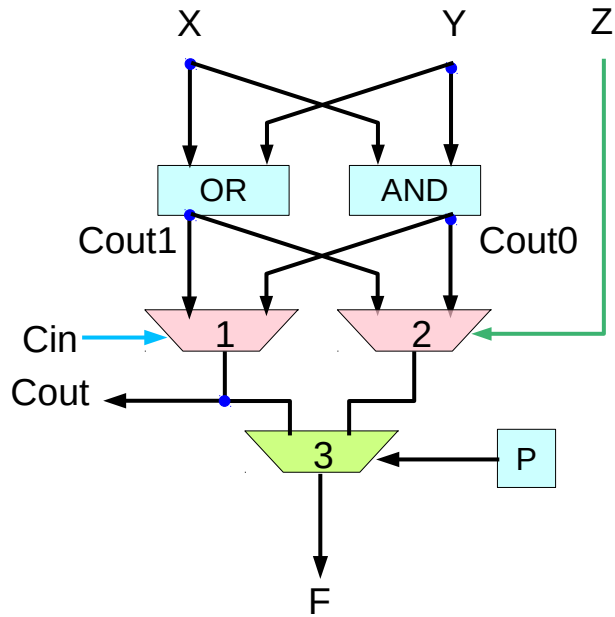 X Y Z
OR AND
Cout1 Cout0
Cin 1 2
Cout
3 P
F